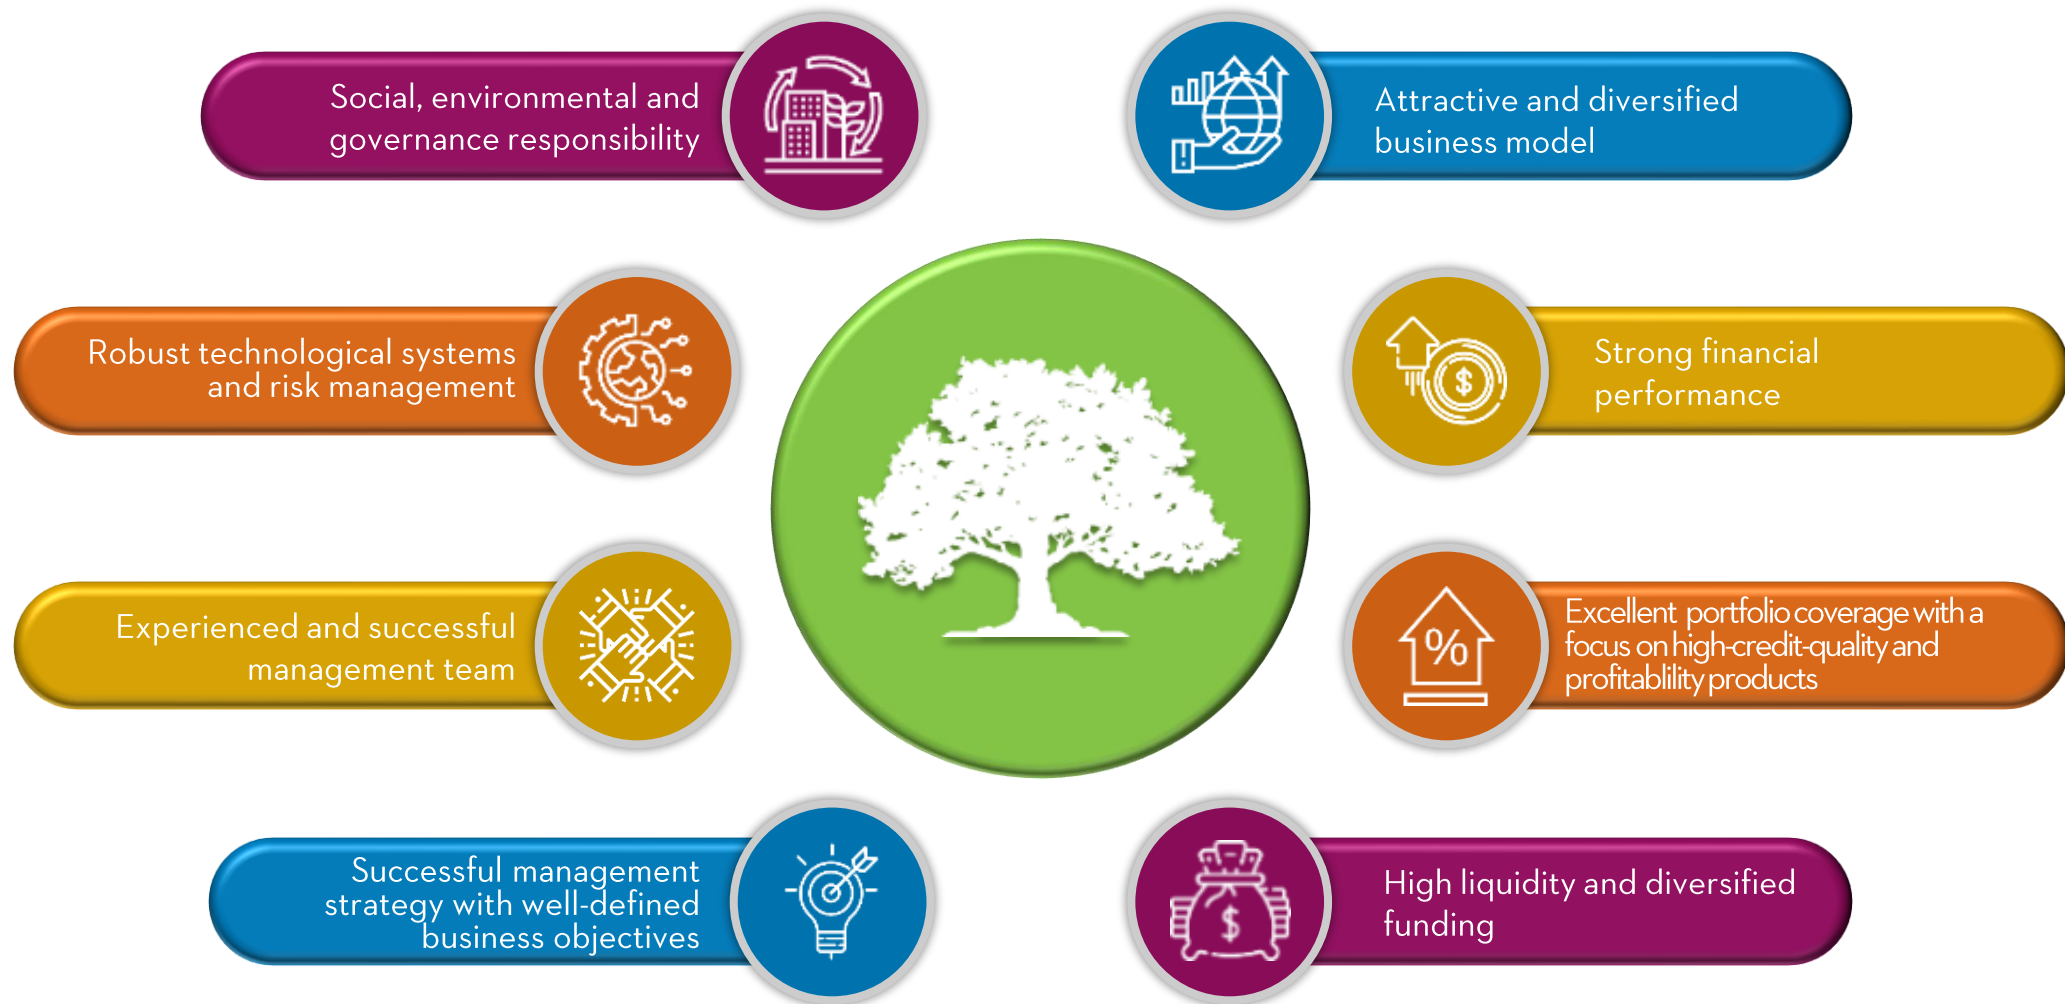 Social, environmental and
governance responsibility
Attractive and diversified
business model
Robust technological systems
and risk management
$
Strong financial
performance
Experienced and successful
management team
%
Excellent portfolio coverage with a
focus on high-credit-quality and
profitablility products
Successful management
strategy with well-defined
business objectives
$
High liquidity and diversified
funding